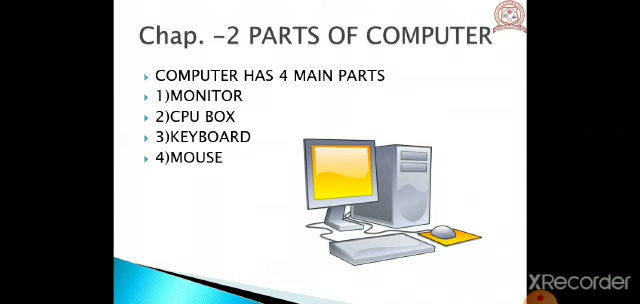 Chap. -2 PARTS OF COMPUTER
COMPUTER HAS 4 MAIN PARTS
1)MONITOR
2)CPU BOX
3)KEYBOARD
4)MOUSE
XRecorder